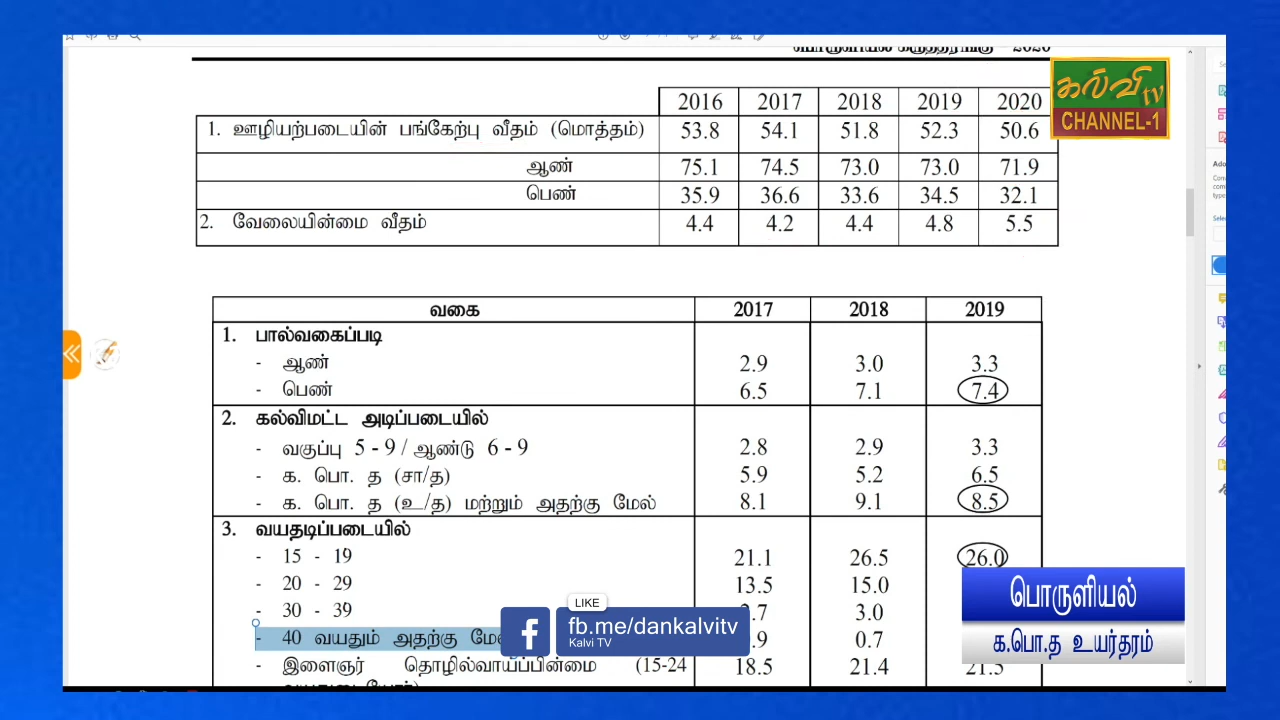 பொருளியல் கருத்தரங்கு - 2020
கல்வி tv
CHANNEL-1
2016 2017 2018 2019 2020
1. ஊழியற்படையின் பங்கேற்பு வீதம் (மொத்தம்) 53.8 54.1 51.8 52.3 50.6
ஆண் 75.1 74.5 73.0 73.0 71.9
பெண் 35.9 36.6 33.6 34.5 32.1
2. வேலையின்மை வீதம் 4.4 4.2 4.4 4.8 5.5
வகை 2017 2018 2019
1. பால்வகைப்படி
- ஆண் 2.9 3.0 3.3
- பெண் 6.5 7.1 7.4
2. கல்விமட்ட அடிப்படையில்
- வகுப்பு 5 - 9 / ஆண்டு 6 - 9 2.8 2.9 3.3
- க. பொ. த (சா/த) 5.9 5.2 6.5
- க. பொ. த (உ/த) மற்றும் அதற்கு மேல் 8.1 9.1 8.5
3. வயதடிப்படையில்
- 15 - 19 21.1 26.5 26.0
- 20 - 29 13.5 15.0
- 30 - 39 .7 3.0
- 40 வயதும் அதற்கு மே .9 0.7
- இளைஞர் தொழில்வாய்ப்பின்மை (15-24 18.5 21.4 21.5
LIKE
fb.me/dankalvitv
Kalvi TV
பொருளியல்
க.பொ.த உயர்தரம்